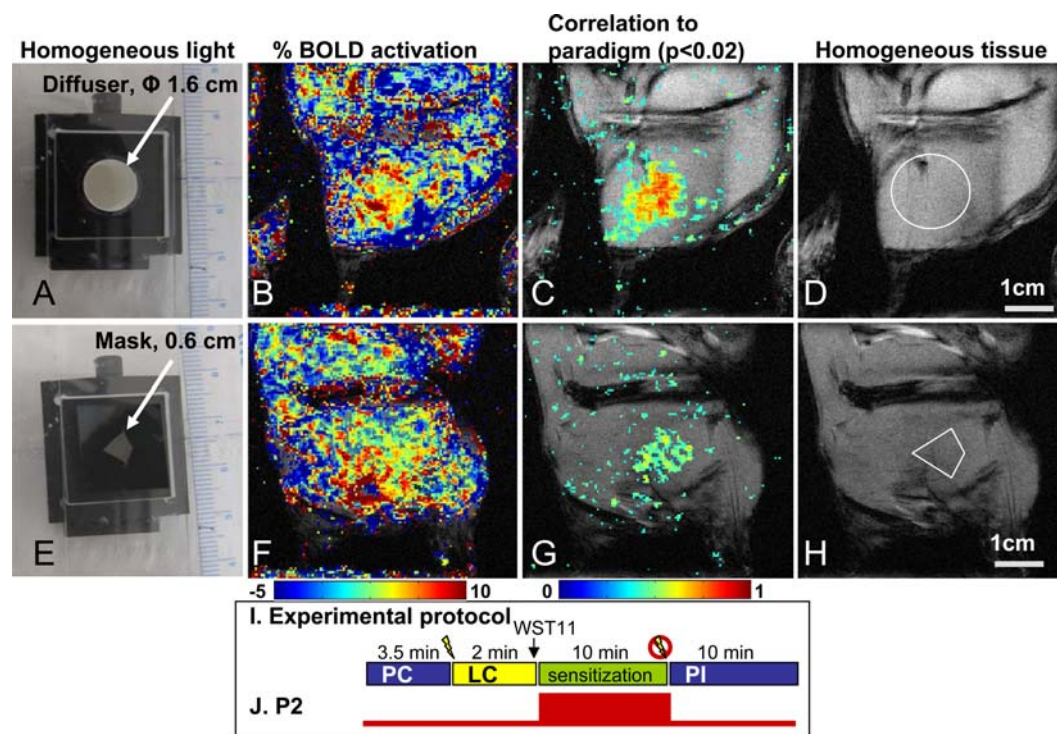 Homogeneous light
% BOLD activation
Correlation to
paradigm (p<0.02)
Homogeneous tissue
Diffuser, Φ 1.6 cm
A
B
C
D
1cm
Mask, 0.6 cm
E
F
G
H
1cm
-5
10
0
1
I. Experimental protocol
WST11
3.5 min
2 min
10 min
10 min
PC
LC
sensitization
PI
J. P2